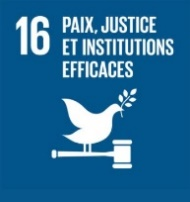 16 PAIX, JUSTICE
ET INSTITUTIONS
EFFICACES